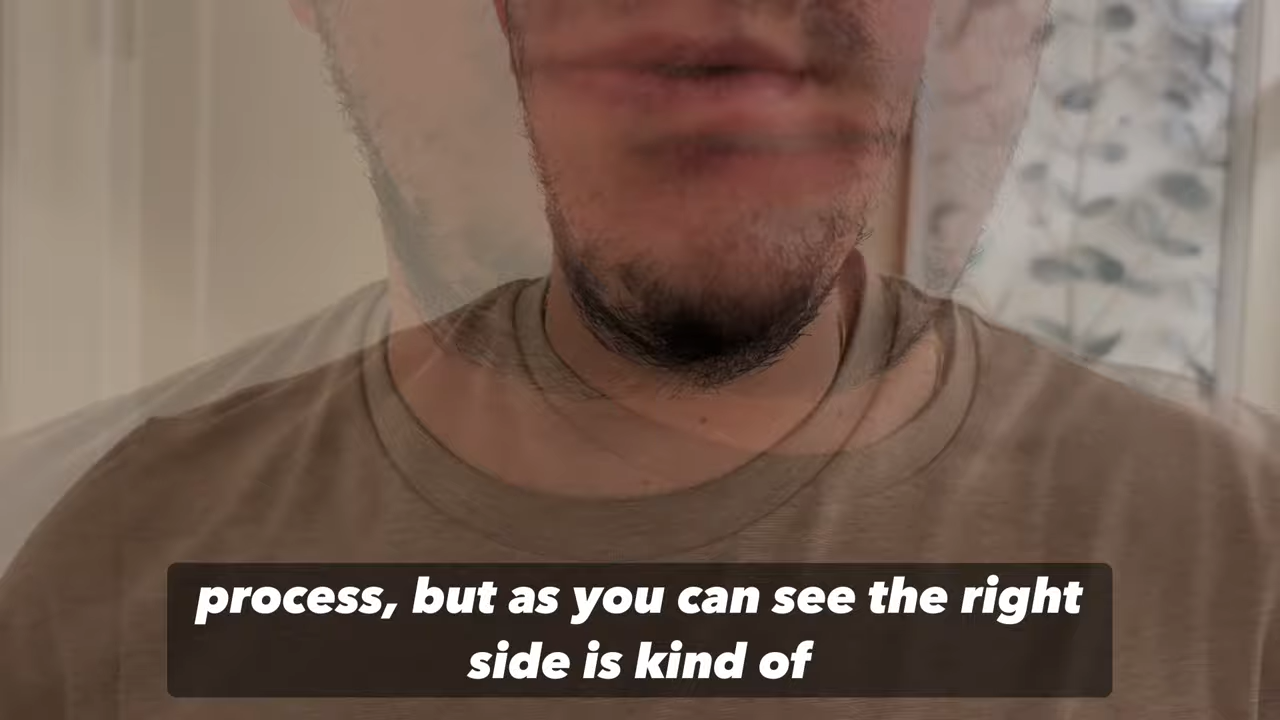 process, but as you can see the right
side is kind of